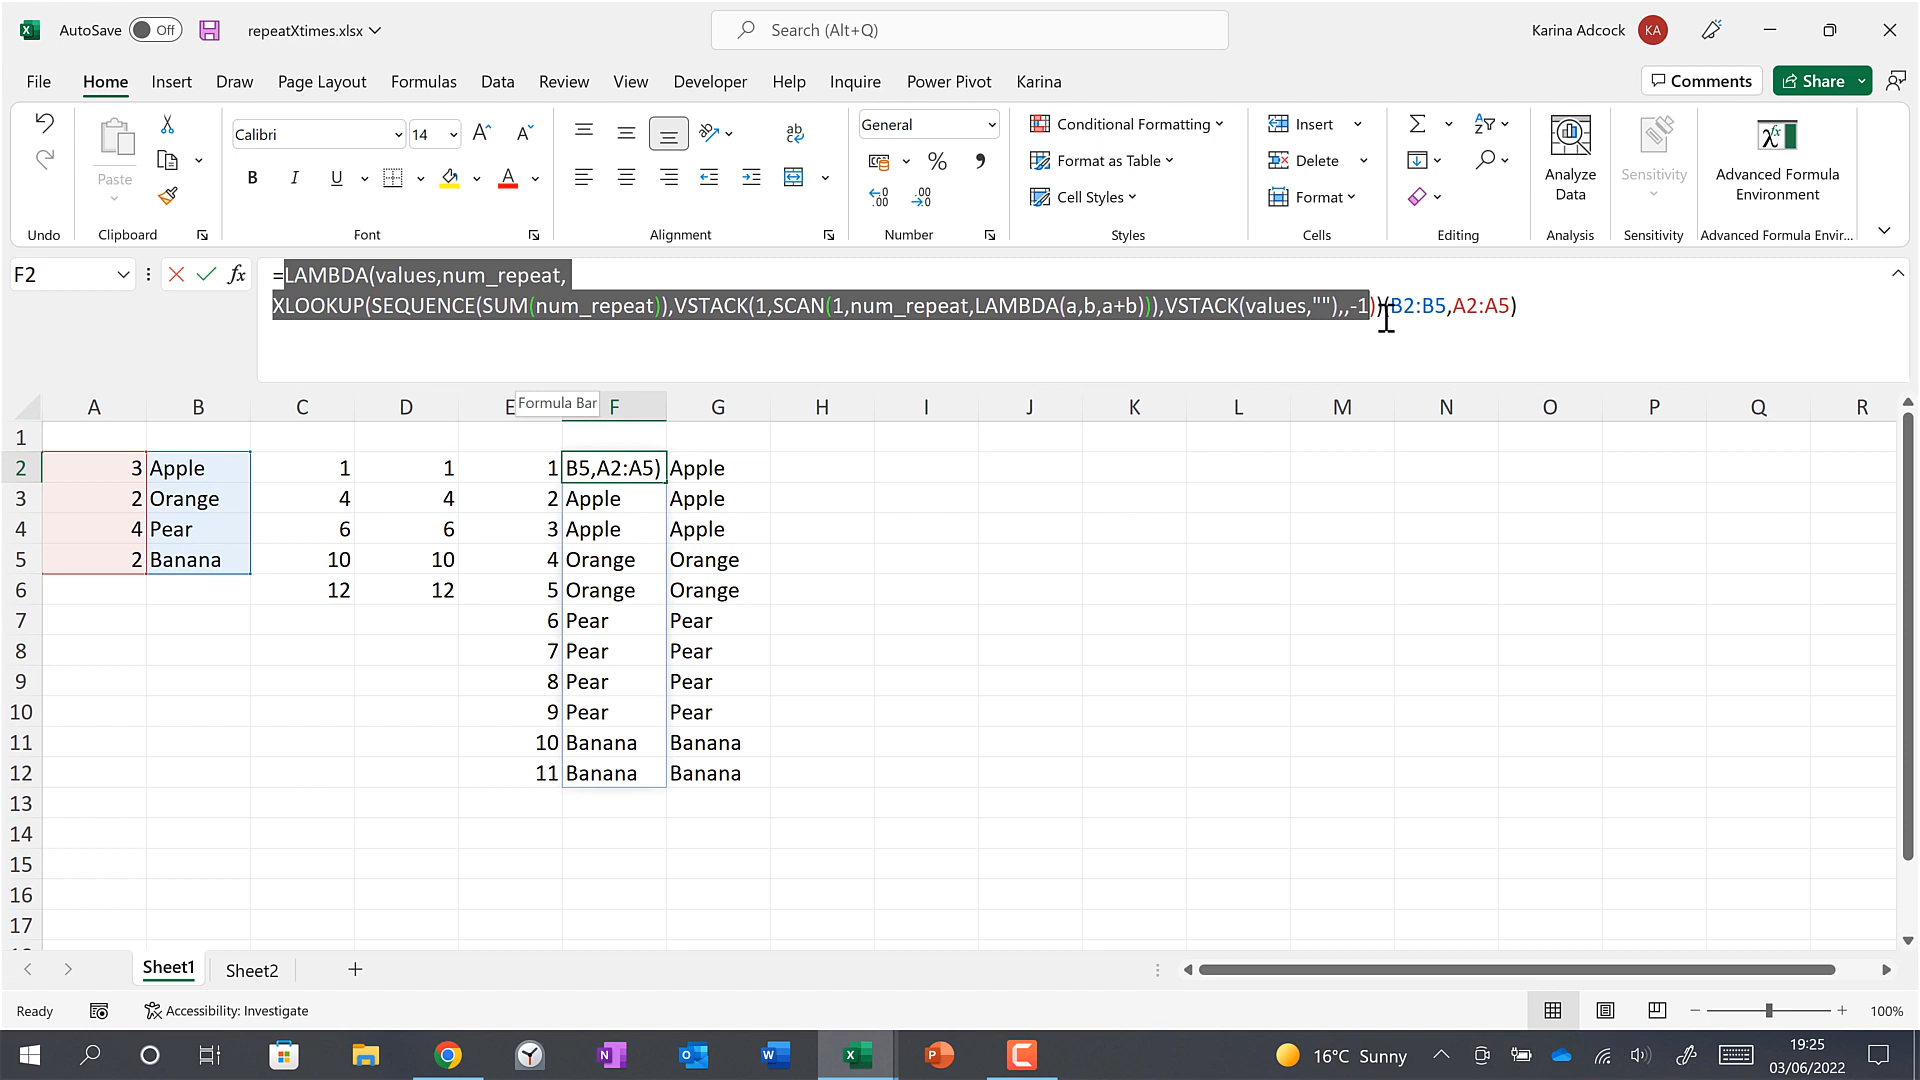 AutoSave Off repeatXtimes.xlsx Search (Alt+Q) Karina Adcock KA
File Home Insert Draw Page Layout Formulas Data Review View Developer Help Inquire Power Pivot Karina Comments Share
Paste Calibri 14 General Conditional Formatting Insert
B I U Format as Table Delete Analyze Data Sensitivity Advanced Formula Environment
Cell Styles Format
Undo Clipboard Font Alignment Number Styles Cells Editing Analysis Sensitivity Advanced Formula Envir...
F2 fx =LAMBDA(values,num_repeat,
XLOOKUP(SEQUENCE(SUM(num_repeat)),VSTACK(1,SCAN(1,num_repeat,LAMBDA(a,b,a+b))),VSTACK(values,""),,-1))(B2:B5,A2:A5)
Formula Bar
A B C D E F G H I J K L M N O P Q R
1
2 3 Apple 1 1 1 B5,A2:A5) Apple
3 2 Orange 4 4 2 Apple Apple
4 4 Pear 6 6 3 Apple Apple
5 2 Banana 10 10 4 Orange Orange
6 12 12 5 Orange Orange
7 6 Pear Pear
8 7 Pear Pear
9 8 Pear Pear
10 9 Pear Pear
11 10 Banana Banana
12 11 Banana Banana
13
14
15
16
17
Sheet1 Sheet2
Ready Accessibility: Investigate 100%
16°C Sunny 19:25
03/06/2022